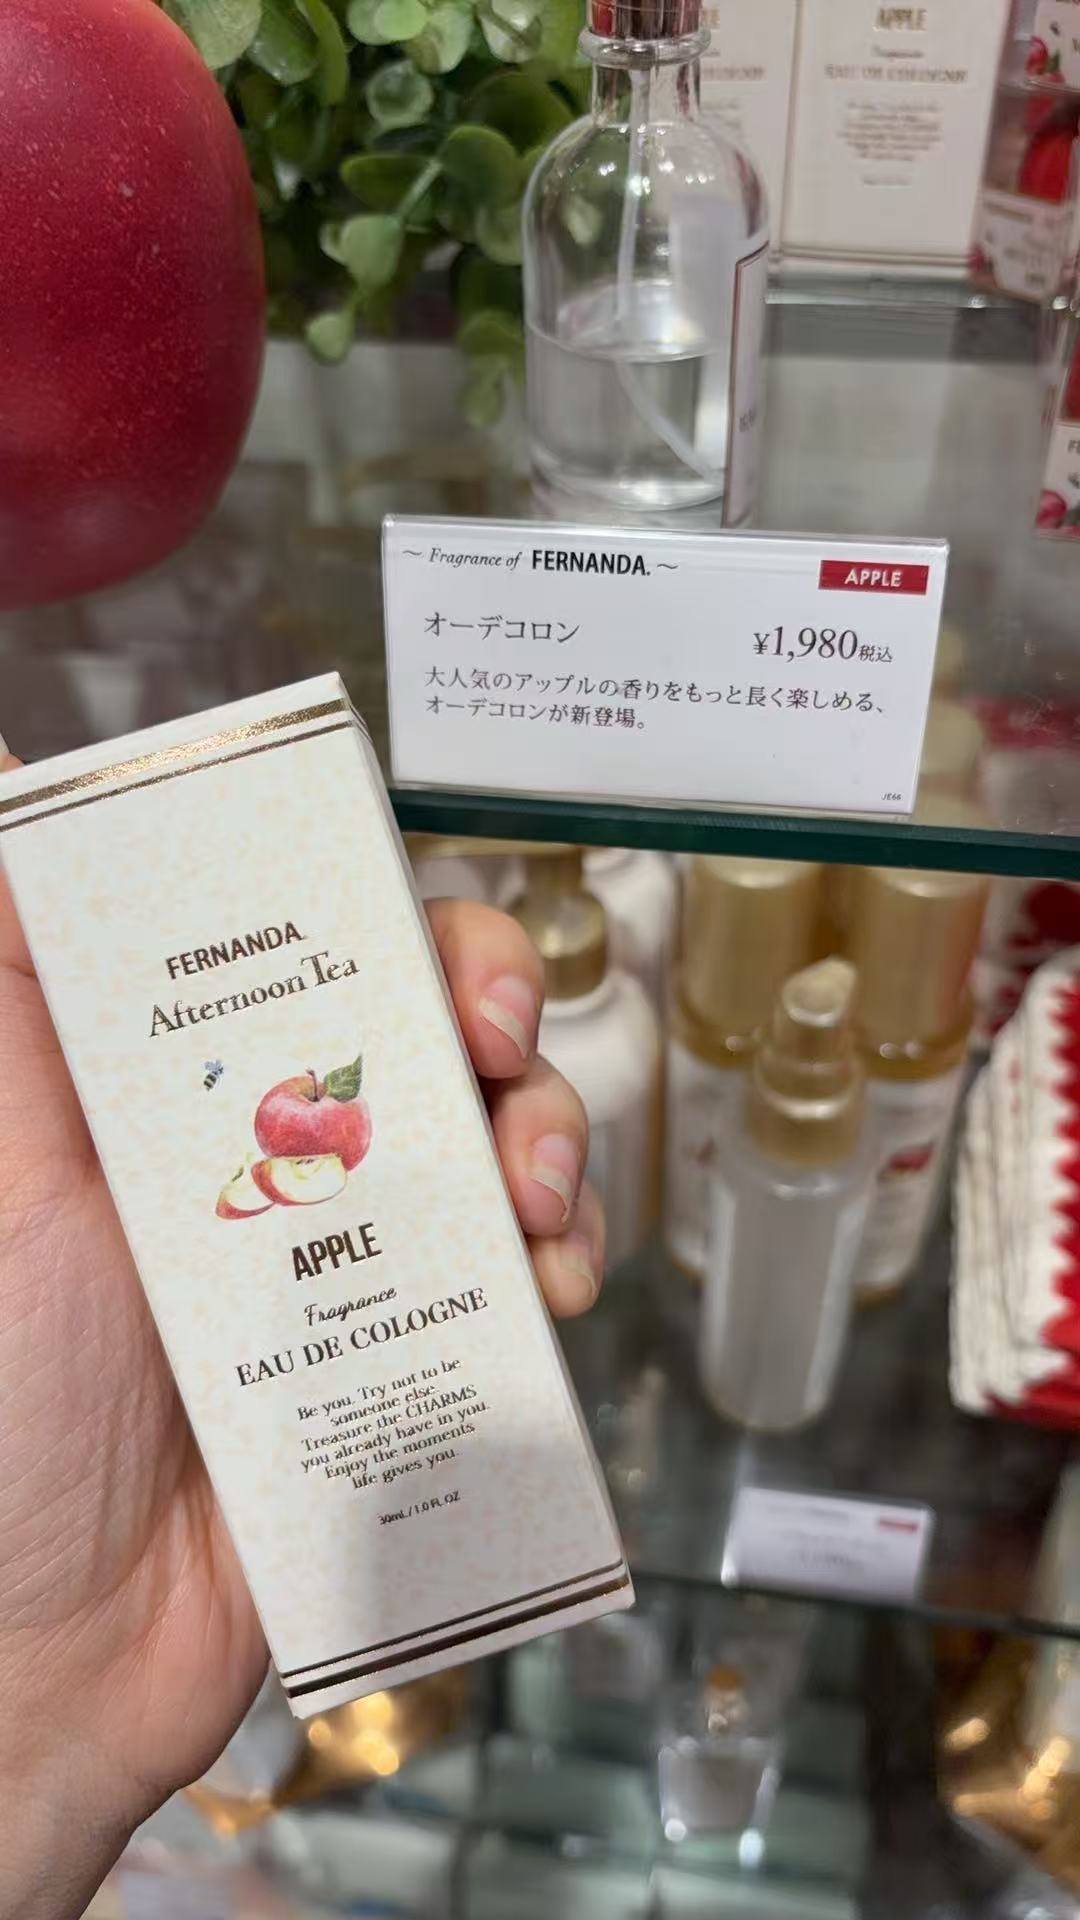 APPLE
EAU DE COLOGNE
～ Fragrance of FERNANDA. ～
APPLE
オーデコロン
¥1,980税込
大人気のアップルの香りをもっと長く楽しめる、
オーデコロンが新登場。
JE66
FERNANDA
Afternoon Tea
APPLE
Fragrance
EAU DE COLOGNE
Be you. Try not to be
someone else.
Treasure the CHARMS
you already have in you.
Enjoy the moments
life gives you.
30mL / 1.0 FL OZ